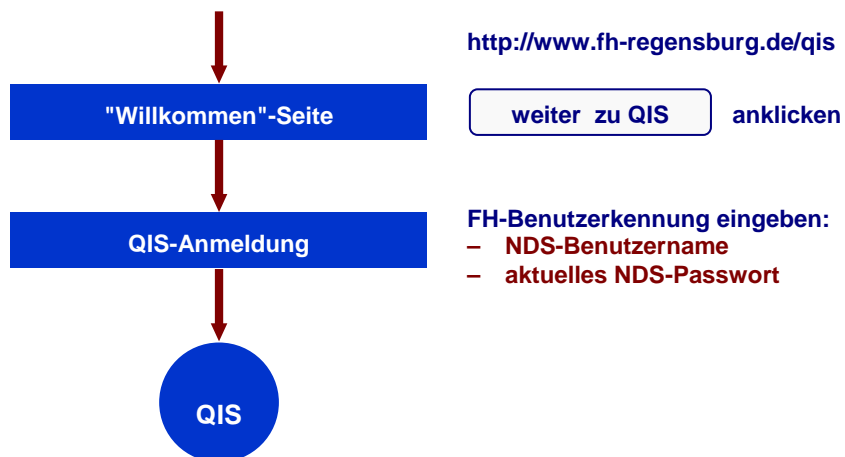 http://www.fh-regensburg.de/qis
"Willkommen"-Seite
weiter zu QIS anklicken
QIS-Anmeldung
FH-Benutzerkennung eingeben:
– NDS-Benutzername
– aktuelles NDS-Passwort
QIS